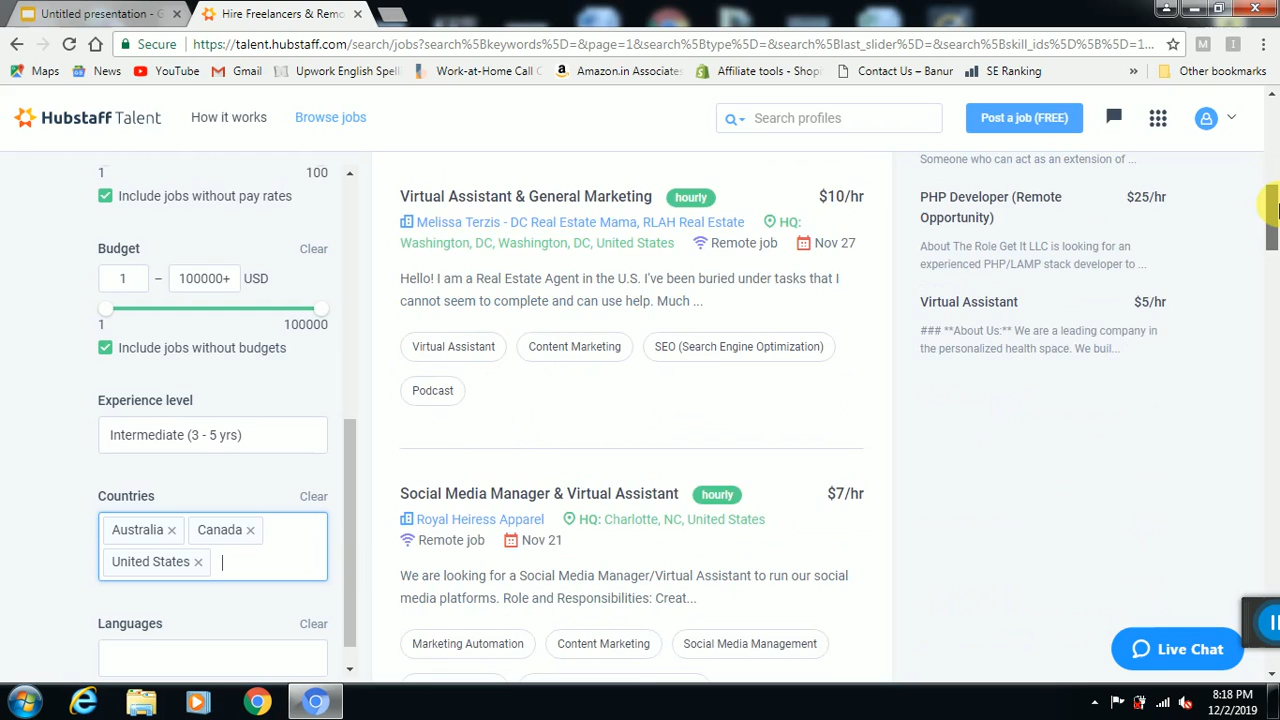 Untitled presentation - G
Hire Freelancers & Remo
Secure
https://talent.hubstaff.com/search/jobs?search%5Bkeywords%5D=&page=1&search%5Btype%5D=&search%5Blast_slider%5D=&search%5Bskill_ids%5D%5B%5D=1...
Maps
News
YouTube
Gmail
Upwork English Spell
Work-at-Home Call C
Amazon.in Associates
Affiliate tools - Shop
Contact Us – Banur
SE Ranking
»
Other bookmarks
Hubstaff Talent
How it works
Browse jobs
Search profiles
Post a job (FREE)
1 100
Include jobs without pay rates
Budget Clear
1 – 100000+ USD
1 100000
Include jobs without budgets
Experience level
Intermediate (3 - 5 yrs)
Countries Clear
Australia × Canada ×
United States ×
Languages Clear
Virtual Assistant & General Marketing hourly $10/hr
Melissa Terzis - DC Real Estate Mama, RLAH Real Estate HQ:
Washington, DC, Washington, DC, United States Remote job Nov 27
Hello! I am a Real Estate Agent in the U.S. I've been buried under tasks that I
cannot seem to complete and can use help. Much ...
Virtual Assistant Content Marketing SEO (Search Engine Optimization)
Podcast
Social Media Manager & Virtual Assistant hourly $7/hr
Royal Heiress Apparel HQ: Charlotte, NC, United States
Remote job Nov 21
We are looking for a Social Media Manager/Virtual Assistant to run our social
media platforms. Role and Responsibilities: Creat...
Marketing Automation Content Marketing Social Media Management
Someone who can act as an extension of ...
PHP Developer (Remote $25/hr
Opportunity)
About The Role Get It LLC is looking for an
experienced PHP/LAMP stack developer to ...
Virtual Assistant $5/hr
### **About Us:** We are a leading company in
the personalized health space. We buil...
Live Chat
8:18 PM
12/2/2019